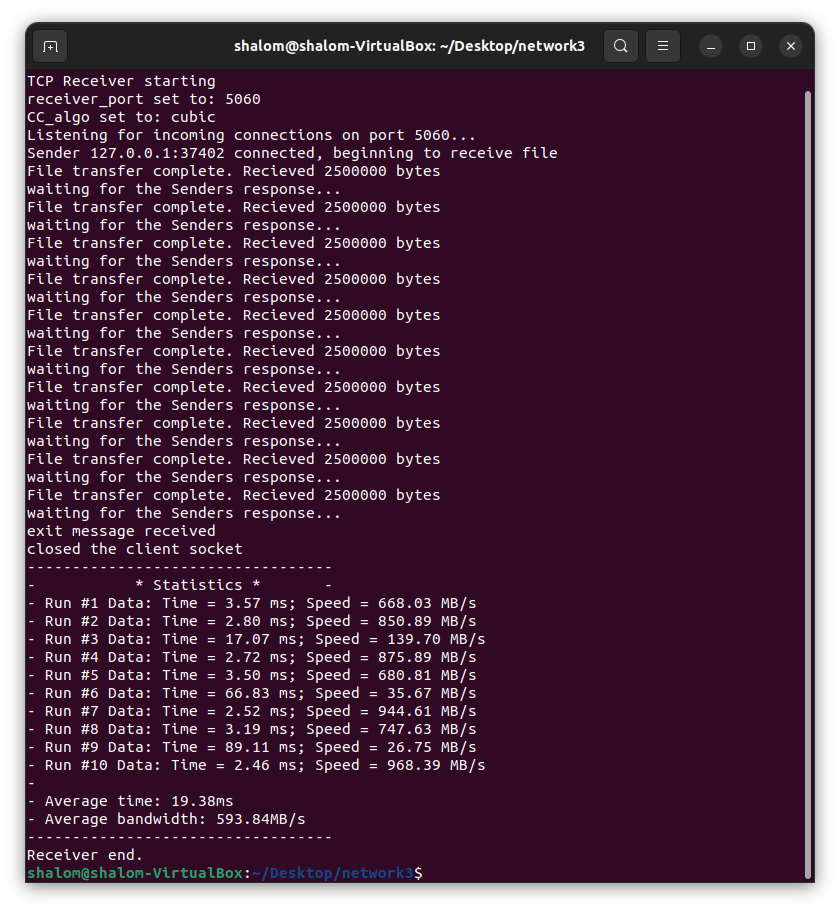 shalom@shalom-VirtualBox: ~/Desktop/network3
TCP Receiver starting
receiver_port set to: 5060
CC_algo set to: cubic
Listening for incoming connections on port 5060...
Sender 127.0.0.1:37402 connected, beginning to receive file
File transfer complete. Recieved 2500000 bytes
waiting for the Senders response...
File transfer complete. Recieved 2500000 bytes
waiting for the Senders response...
File transfer complete. Recieved 2500000 bytes
waiting for the Senders response...
File transfer complete. Recieved 2500000 bytes
waiting for the Senders response...
File transfer complete. Recieved 2500000 bytes
waiting for the Senders response...
File transfer complete. Recieved 2500000 bytes
waiting for the Senders response...
File transfer complete. Recieved 2500000 bytes
waiting for the Senders response...
File transfer complete. Recieved 2500000 bytes
waiting for the Senders response...
File transfer complete. Recieved 2500000 bytes
waiting for the Senders response...
File transfer complete. Recieved 2500000 bytes
waiting for the Senders response...
exit message received
closed the client socket
----------------------------------
-           * Statistics *       -
- Run #1 Data: Time = 3.57 ms; Speed = 668.03 MB/s
- Run #2 Data: Time = 2.80 ms; Speed = 850.89 MB/s
- Run #3 Data: Time = 17.07 ms; Speed = 139.70 MB/s
- Run #4 Data: Time = 2.72 ms; Speed = 875.89 MB/s
- Run #5 Data: Time = 3.50 ms; Speed = 680.81 MB/s
- Run #6 Data: Time = 66.83 ms; Speed = 35.67 MB/s
- Run #7 Data: Time = 2.52 ms; Speed = 944.61 MB/s
- Run #8 Data: Time = 3.19 ms; Speed = 747.63 MB/s
- Run #9 Data: Time = 89.11 ms; Speed = 26.75 MB/s
- Run #10 Data: Time = 2.46 ms; Speed = 968.39 MB/s
-
- Average time: 19.38ms
- Average bandwidth: 593.84MB/s
----------------------------------
Receiver end.
shalom@shalom-VirtualBox:~/Desktop/network3$